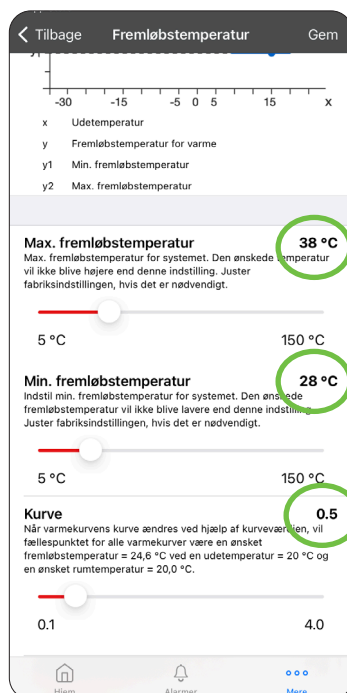 Tilbage Fremløbstemperatur Gem
-30 -15 -5 0 5 15 x
x Udetemperatur
y Fremløbstemperatur for varme
y1 Min. fremløbstemperatur
y2 Max. fremløbstemperatur
Max. fremløbstemperatur 38 °C
Max. fremløbstemperatur for systemet. Den ønskede temperatur
vil ikke blive højere end denne indstilling. Juster
fabriksindstillingen, hvis det er nødvendigt.
5 °C 150 °C
Min. fremløbstemperatur 28 °C
Indstil min. fremløbstemperatur for systemet. Den ønskede
fremløbstemperatur vil ikke blive lavere end denne indstilling.
Juster fabriksindstillingen, hvis det er nødvendigt.
5 °C 150 °C
Kurve 0.5
Når varmekurvens kurve ændres ved hjælp af kurveværdien, vil
fællespunktet for alle varmekurver være en ønsket
fremløbstemperatur = 24,6 °C ved en udetemperatur = 20 °C og
en ønsket rumtemperatur = 20,0 °C.
0.1 4.0
Hjem Alarmer Mere